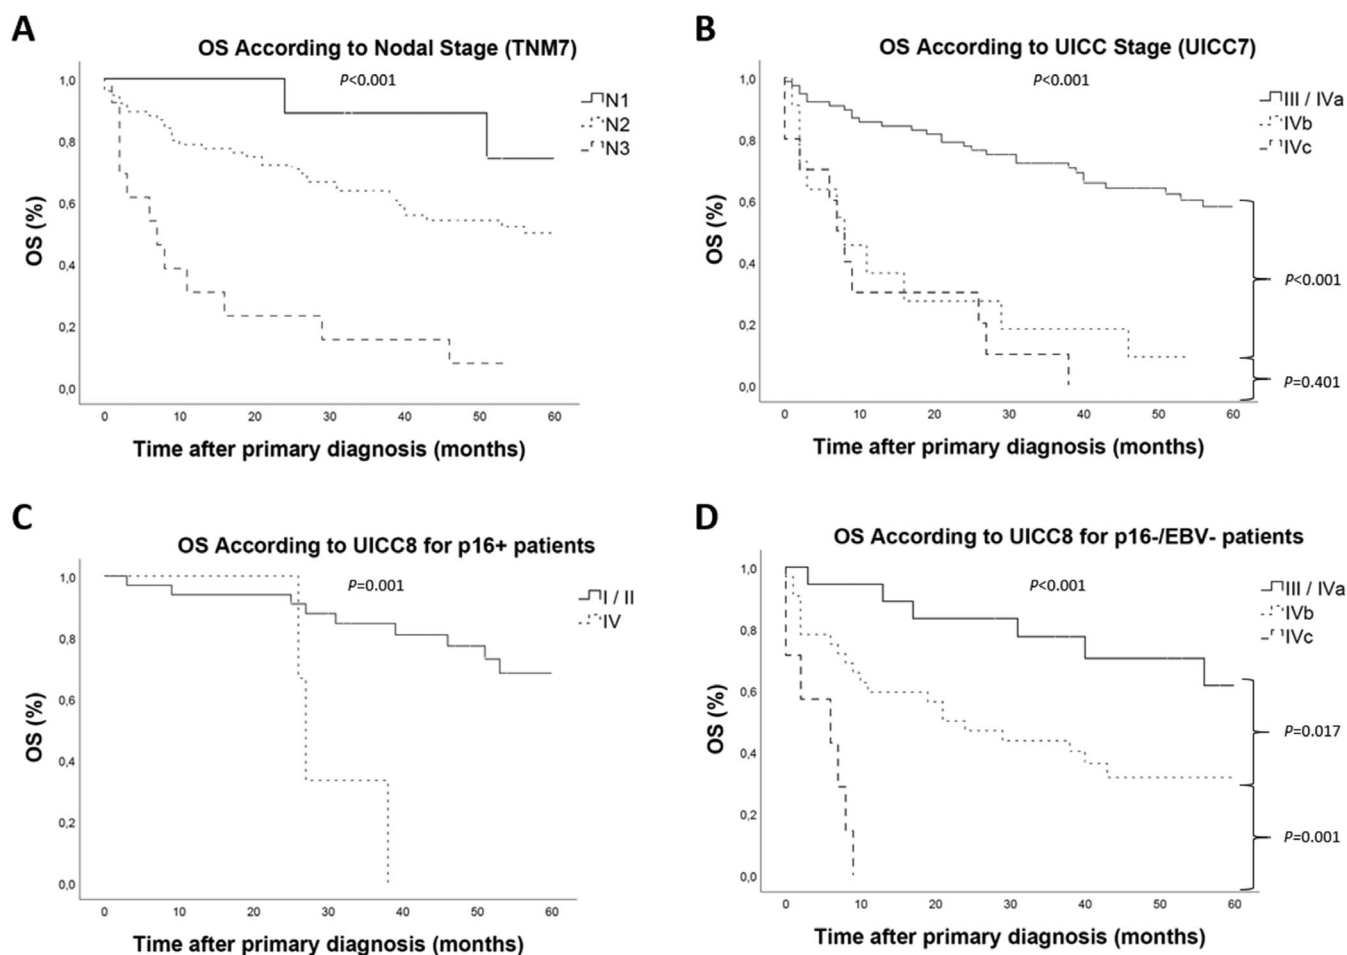 A
OS According to Nodal Stage (TNM7)
P<0.001
N1
N2
N3
OS (%)
1,0
0,8
0,6
0,4
0,2
0,0
0 10 20 30 40 50 60
Time after primary diagnosis (months)
B
OS According to UICC Stage (UICC7)
P<0.001
III / IVa
IVb
IVc
OS (%)
1,0
0,8
0,6
0,4
0,2
0,0
P<0.001
P=0.401
0 10 20 30 40 50 60
Time after primary diagnosis (months)
C
OS According to UICC8 for p16+ patients
P=0.001
I / II
IV
OS (%)
1,0
0,8
0,6
0,4
0,2
0,0
0 10 20 30 40 50 60
Time after primary diagnosis (months)
D
OS According to UICC8 for p16-/EBV- patients
P<0.001
III / IVa
IVb
IVc
OS (%)
1,0
0,8
0,6
0,4
0,2
0,0
P=0.017
P=0.001
0 10 20 30 40 50 60
Time after primary diagnosis (months)